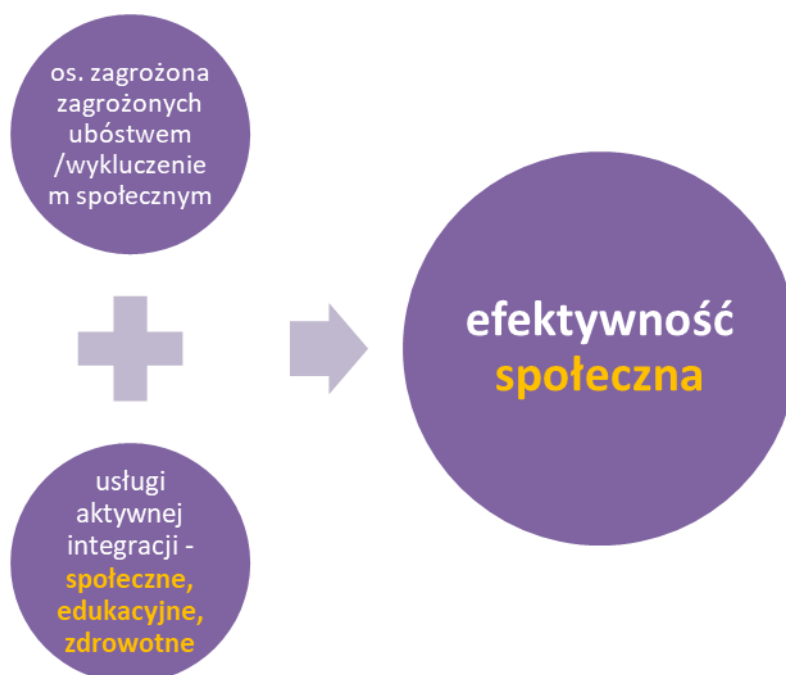 os. zagrożona
zagrożonych
ubóstwem
/wykluczenie
m społecznym
usługi
aktywnej
integracji -
społeczne,
edukacyjne,
zdrowotne
efektywność
społeczna